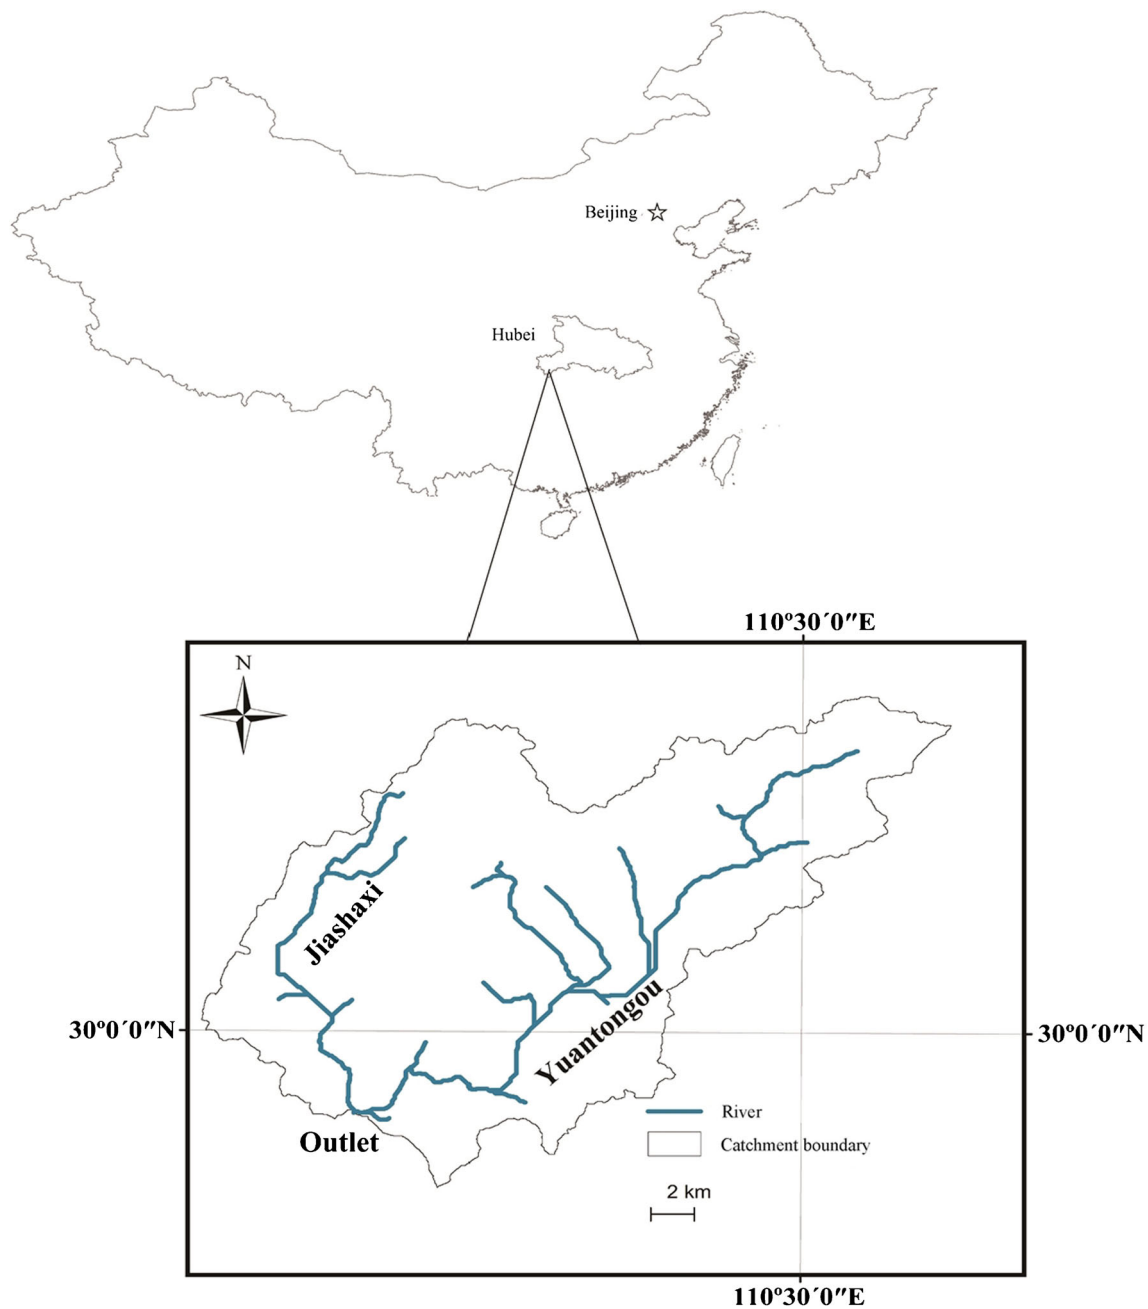 Beijing
Hubei
110º30´0″E
N
Jiashaxi
30º0´0″N
30º0´0″N
Yuantongou
River
Outlet
Catchment boundary
2 km
110º30´0″E